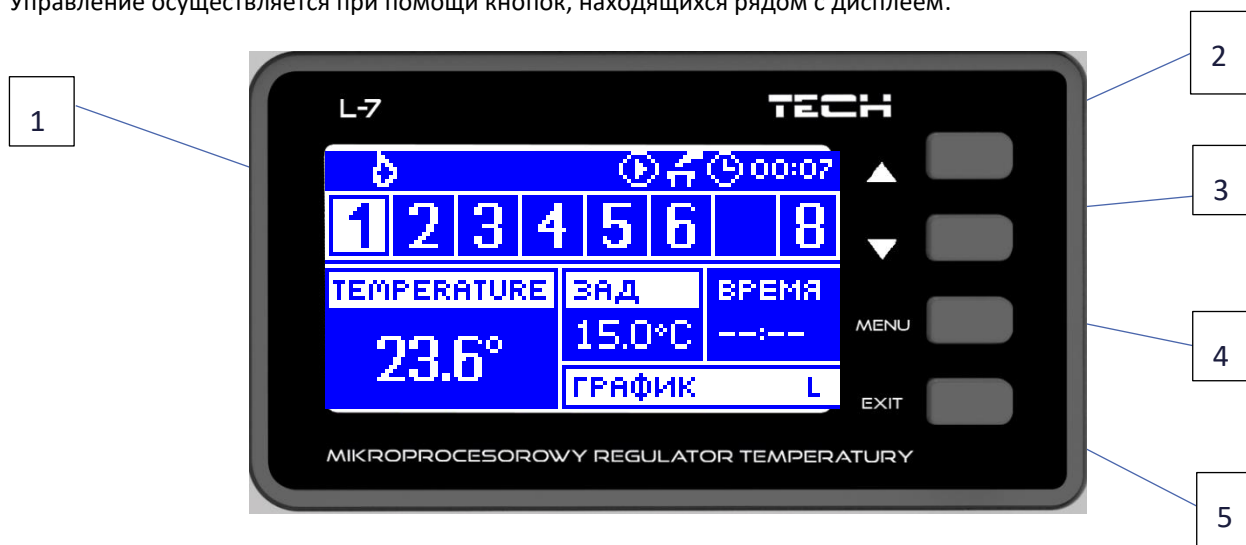 Управление осуществляется при помощи кнопок, находящихся рядом с дисплеем.
2
1
L-7 TECH
00:07
3
1 2 3 4 5 6 8
TEMPERATURE ЗАД ВРЕМЯ
23.6° 15.0°C --:-- MENU
4
ГРАФИК L
EXIT
MIKROPROCESOROWY REGULATOR TEMPERATURY
5